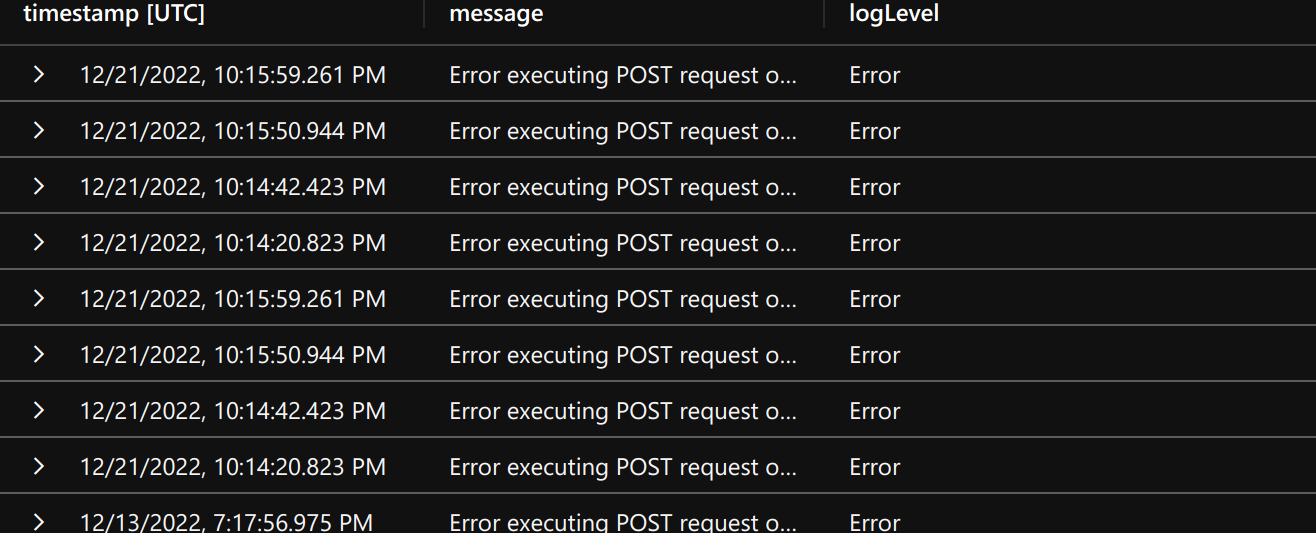 timestamp [UTC] message logLevel
12/21/2022, 10:15:59.261 PM Error executing POST request o... Error
12/21/2022, 10:15:50.944 PM Error executing POST request o... Error
12/21/2022, 10:14:42.423 PM Error executing POST request o... Error
12/21/2022, 10:14:20.823 PM Error executing POST request o... Error
12/21/2022, 10:15:59.261 PM Error executing POST request o... Error
12/21/2022, 10:15:50.944 PM Error executing POST request o... Error
12/21/2022, 10:14:42.423 PM Error executing POST request o... Error
12/21/2022, 10:14:20.823 PM Error executing POST request o... Error
12/13/2022, 7:17:56.975 PM Error executing POST request o... Error